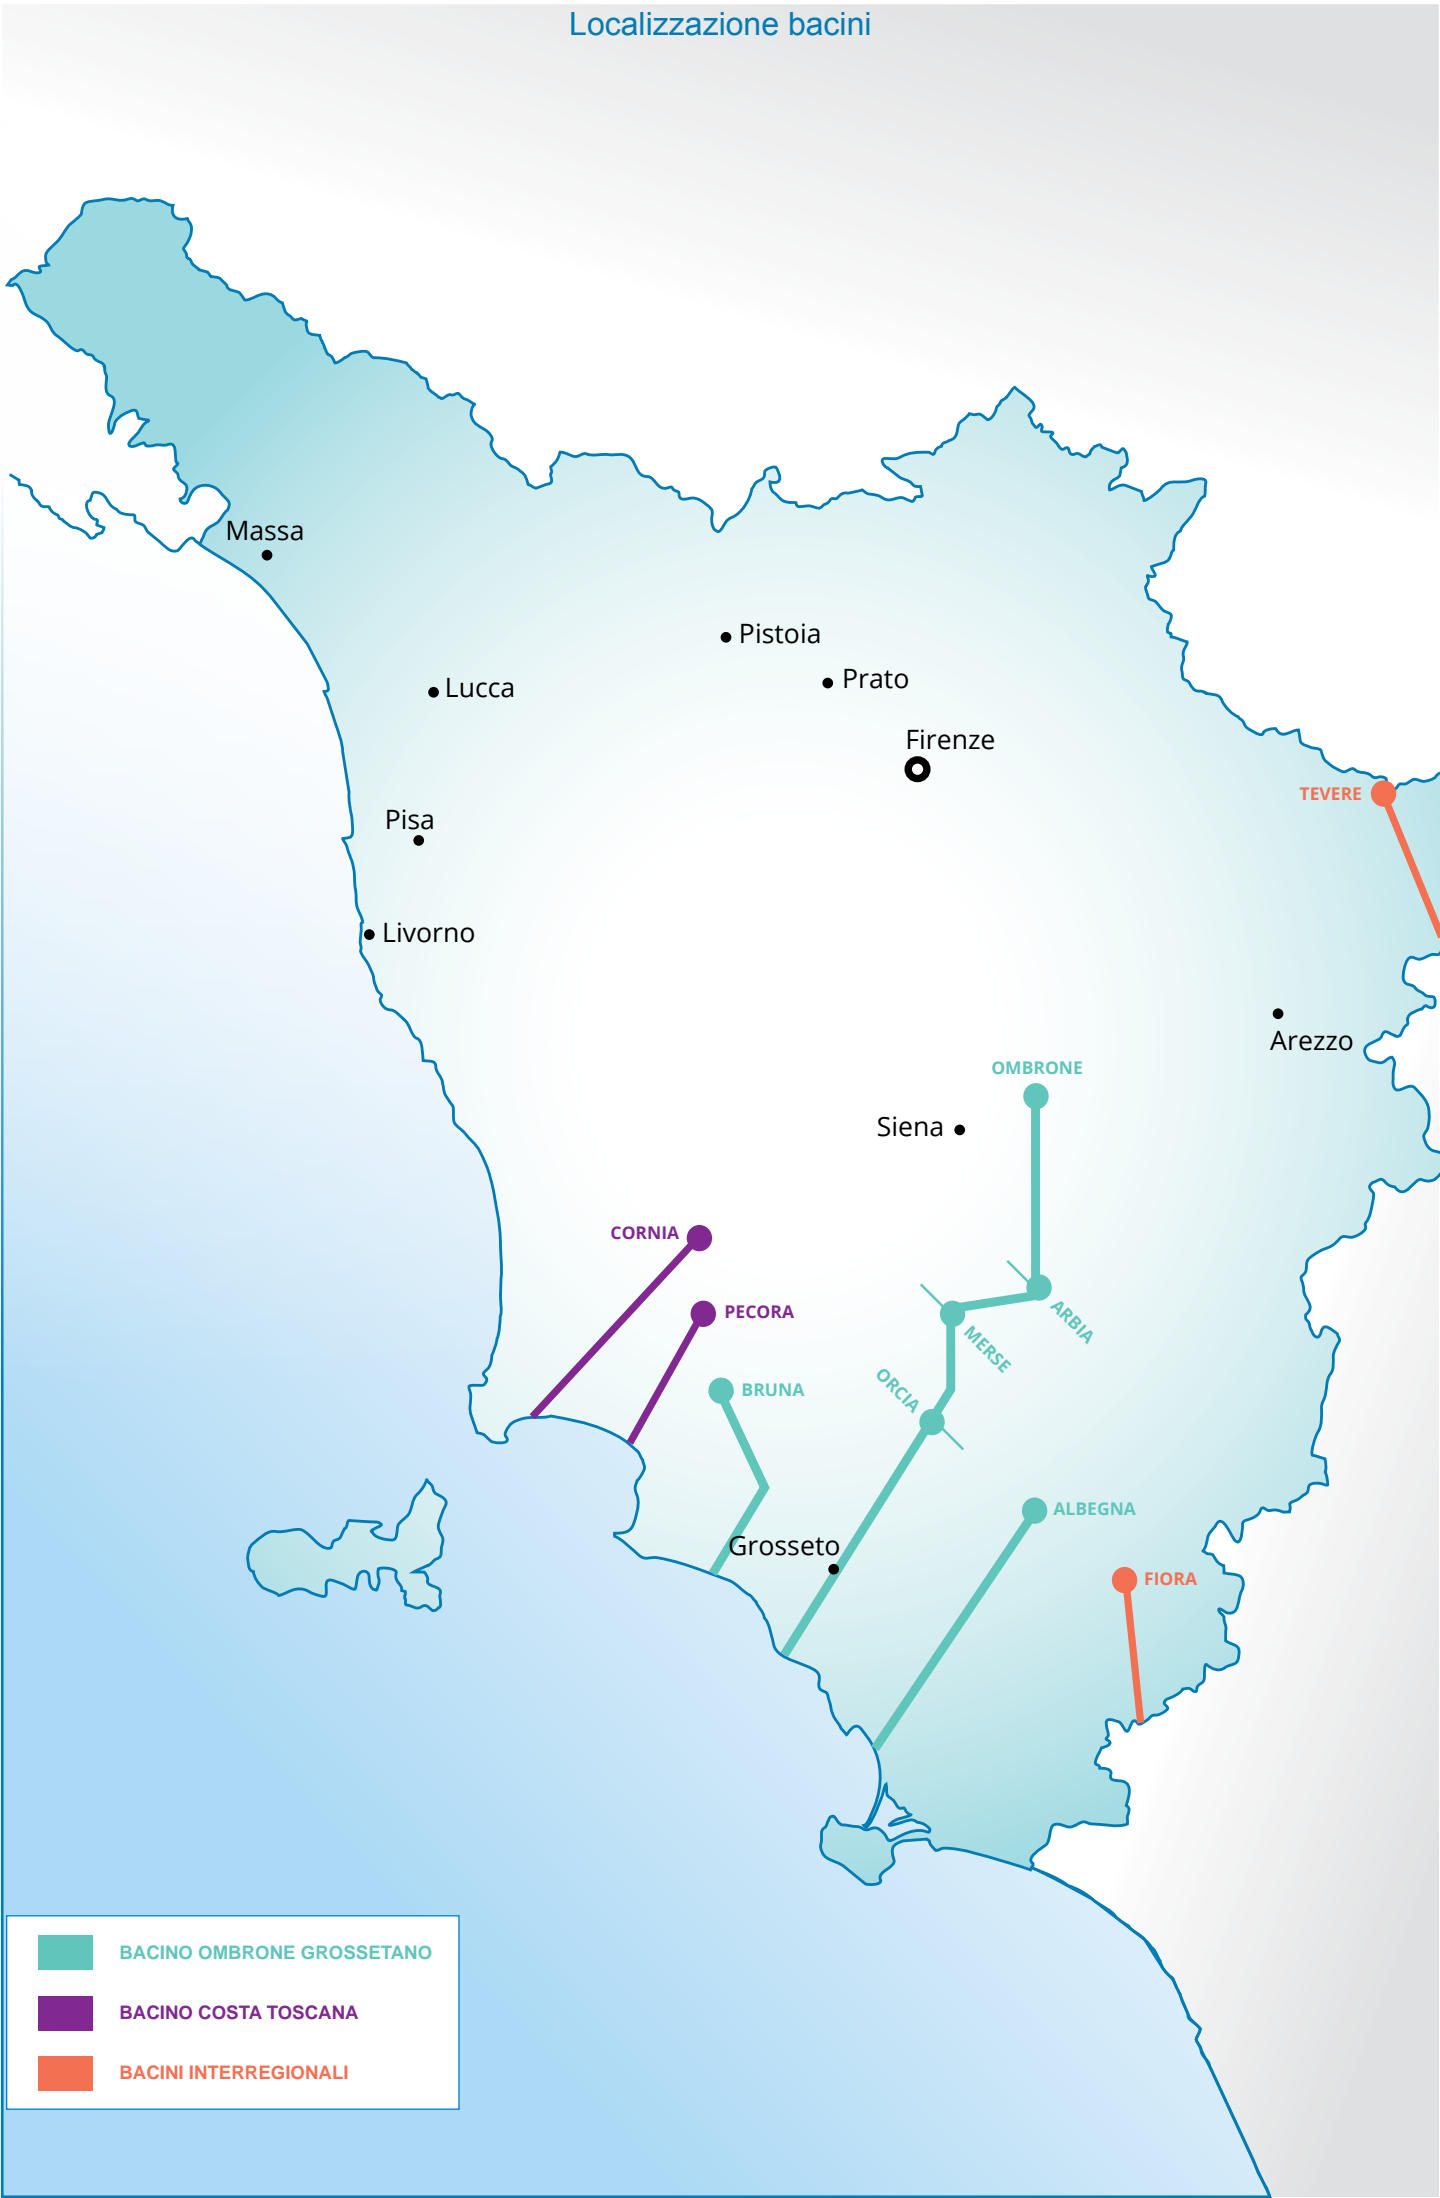 Localizzazione bacini
Massa
Pistoia
Prato
Lucca
Firenze
TEVERE
Pisa
Livorno
Arezzo
OMBRONE
Siena
CORNIA
PECORA
ARBIA
MERSE
BRUNA
ORCIA
ALBEGNA
Grosseto
FIORA
BACINO OMBRONE GROSSETANO
BACINO COSTA TOSCANA
BACINI INTERREGIONALI